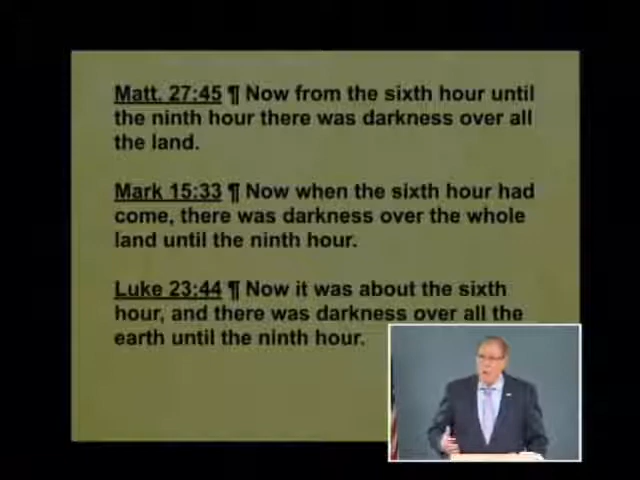 Matt. 27:45 ¶ Now from the sixth hour until
the ninth hour there was darkness over all
the land.
Mark 15:33 ¶ Now when the sixth hour had
come, there was darkness over the whole
land until the ninth hour.
Luke 23:44 ¶ Now it was about the sixth
hour, and there was darkness over all the
earth until the ninth hour.